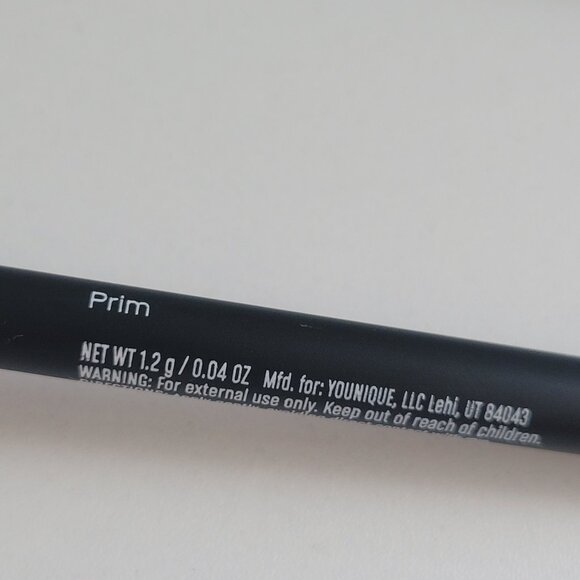 Prim
NET WT 1.2 g / 0.04 OZ Mfd. for: YOUNIQUE, LLC Lehi, UT 84043
WARNING: For external use only. Keep out of reach of children.